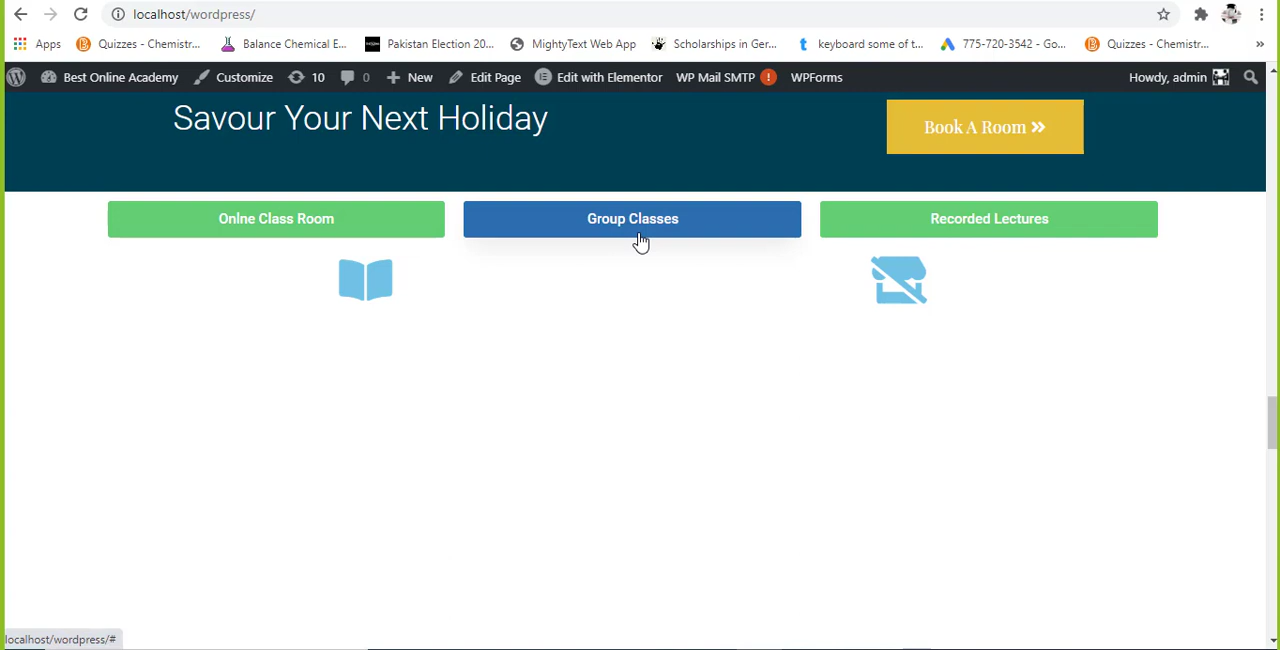 localhost/wordpress/
Apps Quizzes - Chemistr... Balance Chemical E... Pakistan Election 20... MightyText Web App Scholarships in Ger... keyboard some of t... 775-720-3542 - Go... Quizzes - Chemistr... »
Best Online Academy Customize 10 0 New Edit Page Edit with Elementor WP Mail SMTP ! WPForms Howdy, admin
Savour Your Next Holiday
Book A Room »
Onlne Class Room Group Classes Recorded Lectures
localhost/wordpress/#